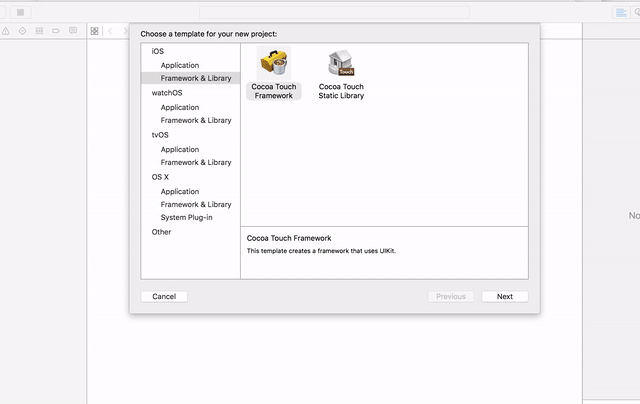 Choose a template for your new project:
iOS
Application
Framework & Library
watchOS
Application
Framework & Library
tvOS
Application
Framework & Library
OS X
Application
Framework & Library
System Plug-in
Other
Cocoa Touch
Framework
Touch
Cocoa Touch
Static Library
Cocoa Touch Framework
This template creates a framework that uses UIKit.
No
Cancel
Previous
Next